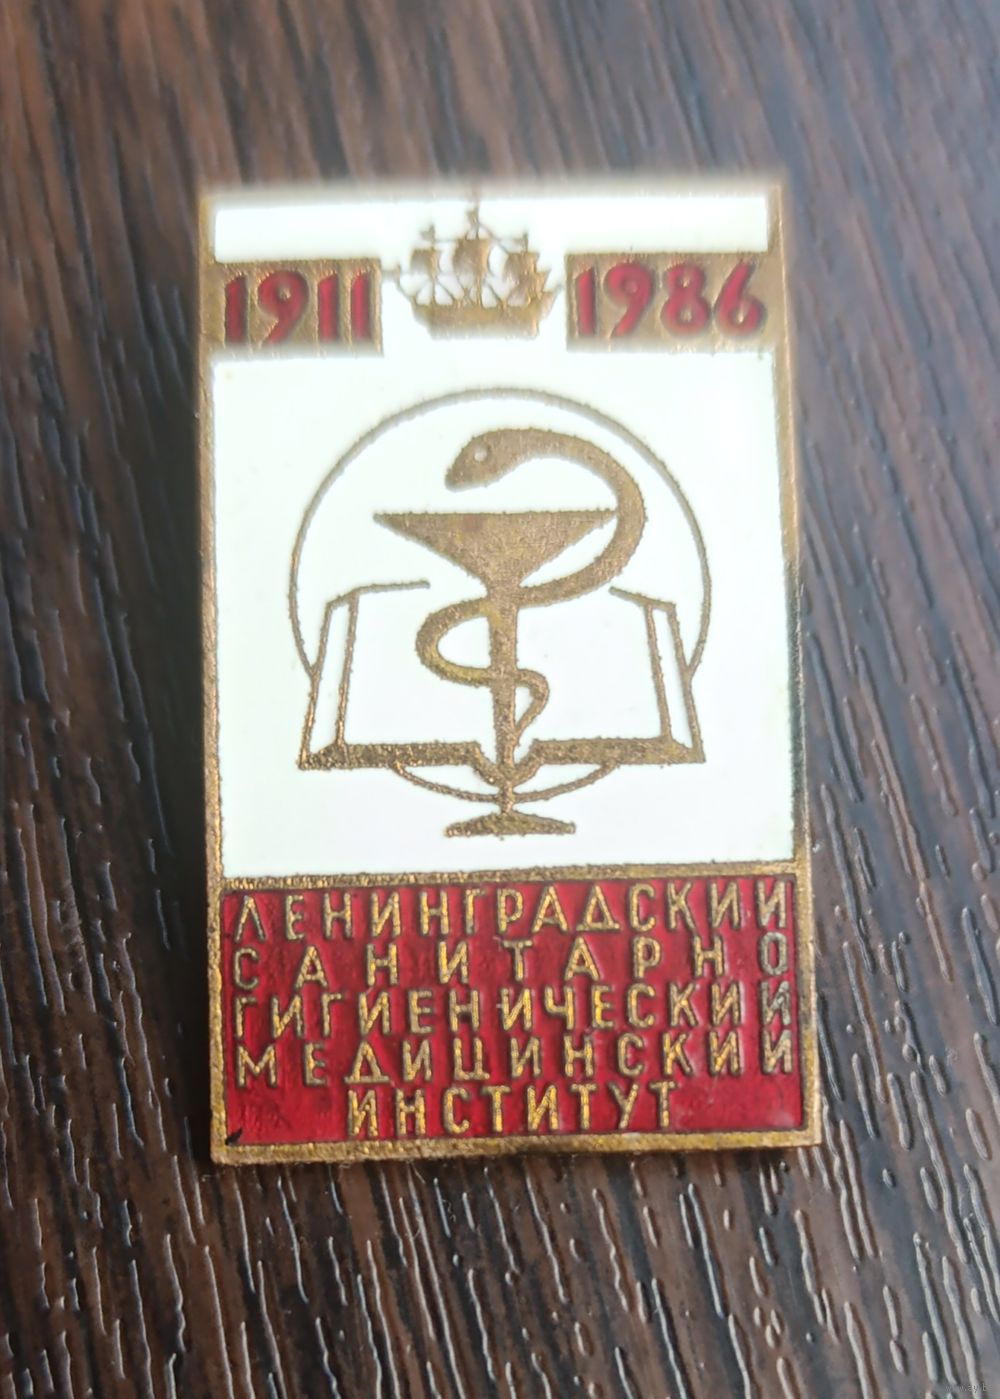 1911 1986
ЛЕНИНГРАДСКИЙ
САНИТАРНО
ГИГИЕНИЧЕСКИЙ
МЕДИЦИНСКИЙ
ИНСТИТУТ